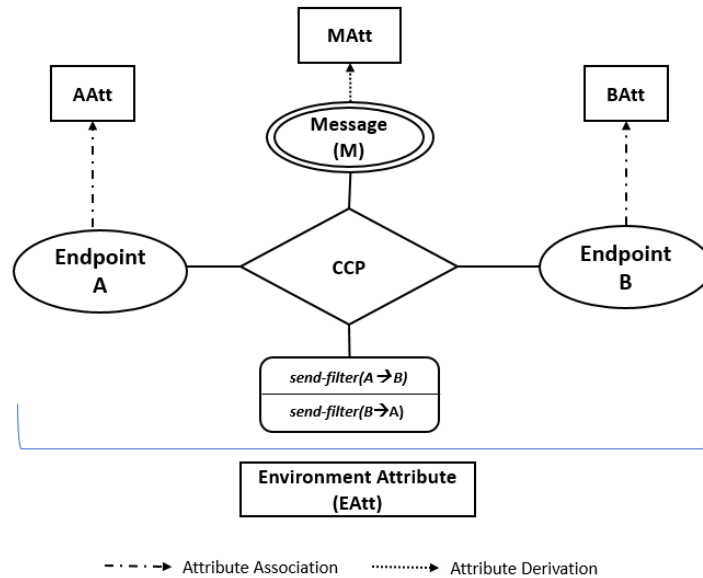 MAtt
AAtt
BAtt
Message
(M)
Endpoint
A
CCP
Endpoint
B
send-filter(A→B)
send-filter(B→A)
Environment Attribute
(EAtt)
Attribute Association
Attribute Derivation